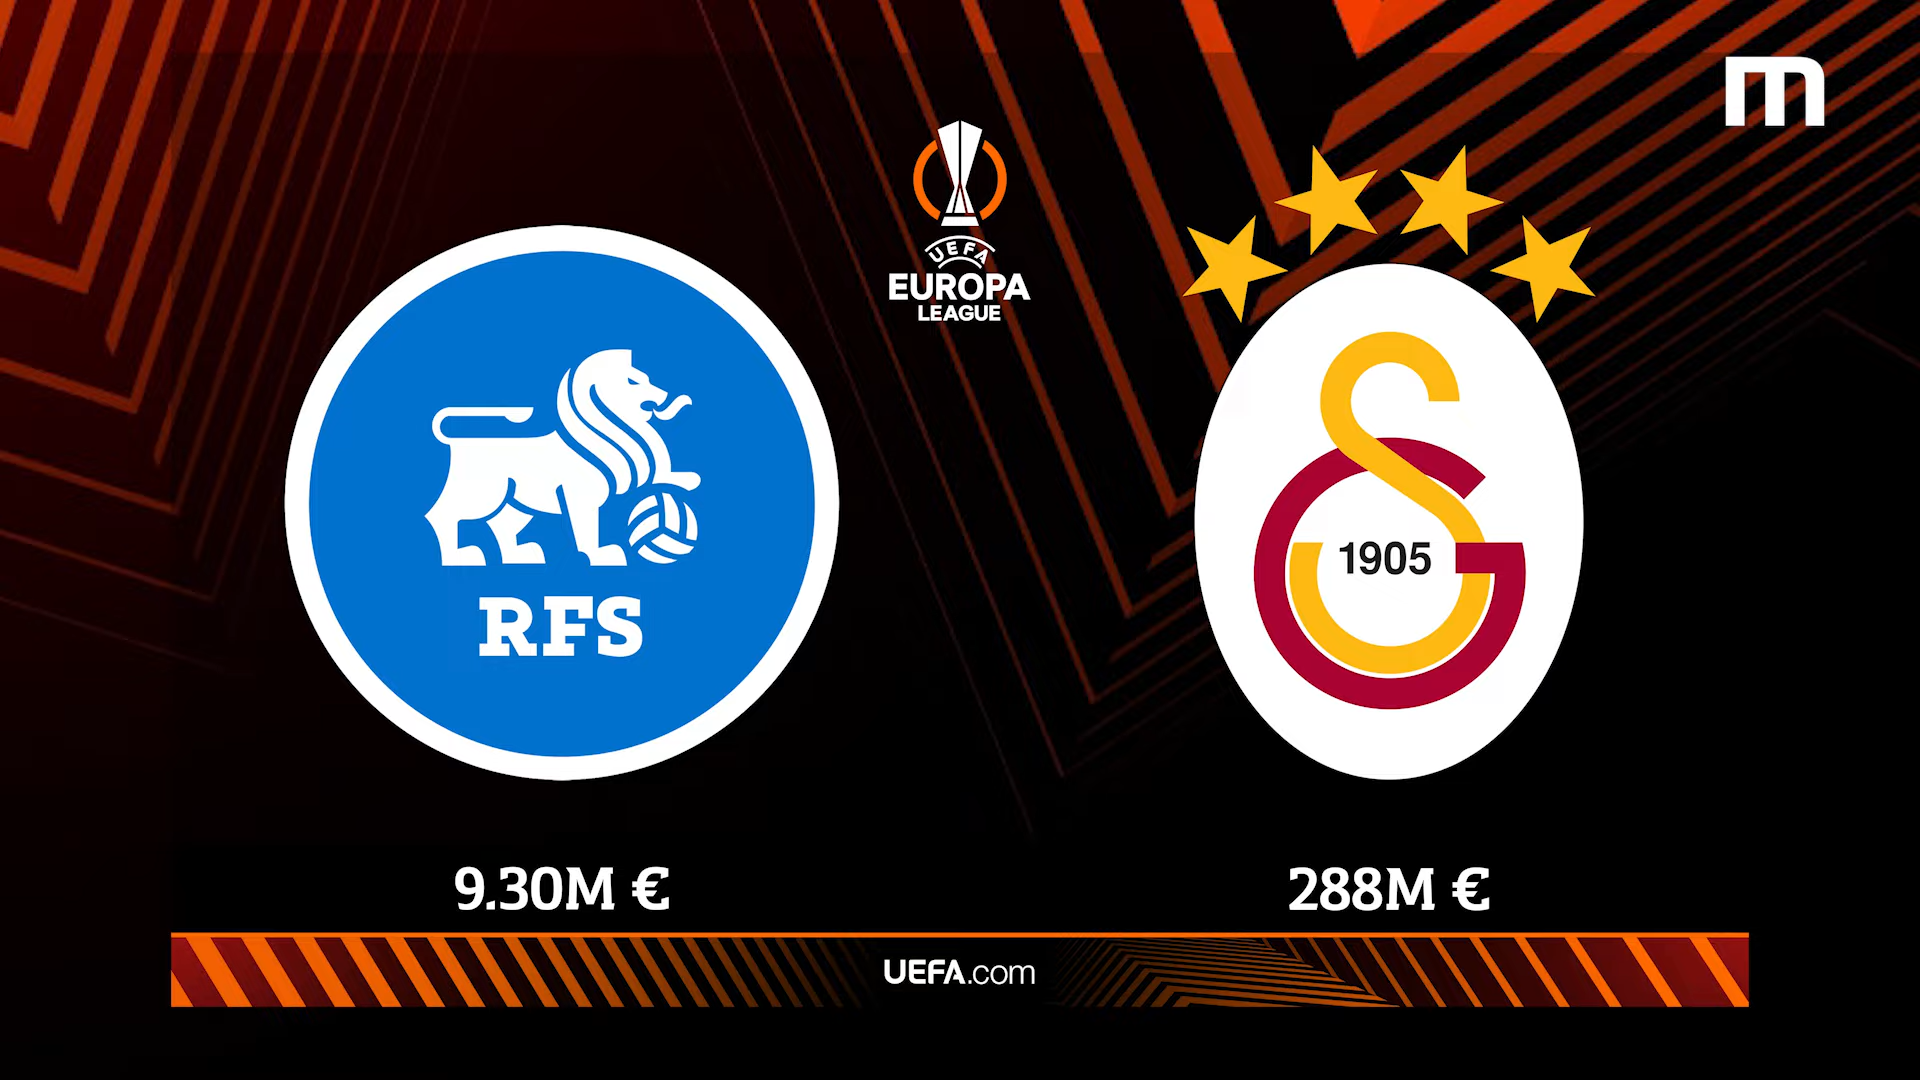 m
UEFA
EUROPA
LEAGUE
RFS
1905
9.30M €
288M €
UEFA.com